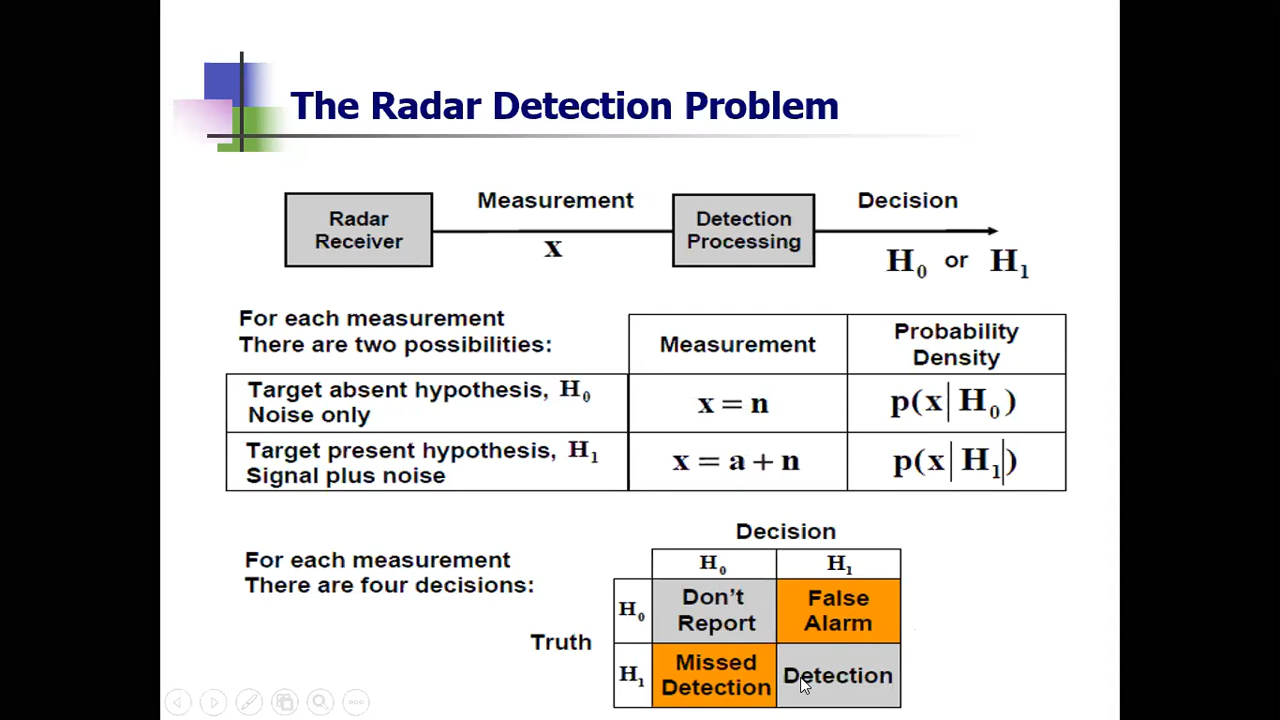 The Radar Detection Problem
Radar
Receiver
Measurement
x
Detection
Processing
Decision
H₀ or H₁
For each measurement
There are two possibilities:
Measurement
Probability
Density
Target absent hypothesis, H₀
Noise only
x = n
p(x|H₀)
Target present hypothesis, H₁
Signal plus noise
x = a + n
p(x|H₁|)
For each measurement
There are four decisions:
Decision
H₀
H₁
Truth
H₀
Don't
Report
False
Alarm
H₁
Missed
Detection
Detection